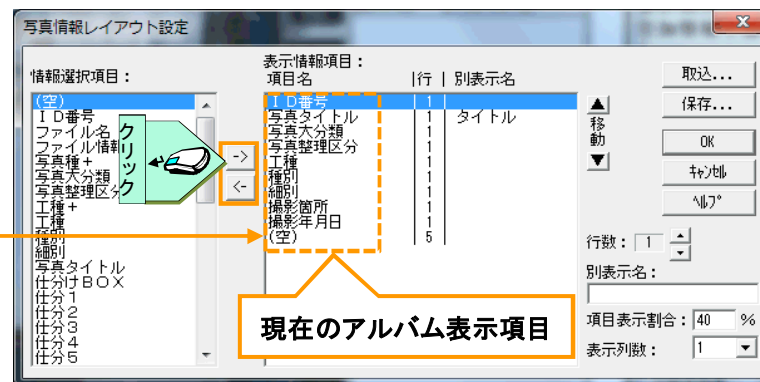 写真情報レイアウト設定
情報選択項目：
(空)
ＩＤ番号
ファイル名
ファイル情報
写真種＋
写真大分類
写真整理区分
工種＋
工種
種別
細別
写真タイトル
仕分けＢＯＸ
仕分１
仕分２
仕分３
仕分４
仕分５
クリック
->
<-
表示情報項目：
項目名 |行 | 別表示名
ＩＤ番号 | 1 |
写真タイトル | 1 | タイトル
写真大分類 | 1 |
写真整理区分 | 1 |
工種 | 1 |
種別 | 1 |
細別 | 1 |
撮影箇所 | 1 |
撮影年月日 | 1 |
(空) | 5 |
現在のアルバム表示項目
▲
移動
▼
取込...
保存...
OK
ｷｬﾝｾﾙ
ﾍﾙﾌﾟ
行数： 1
別表示名：
項目表示割合： 40 %
表示列数： 1